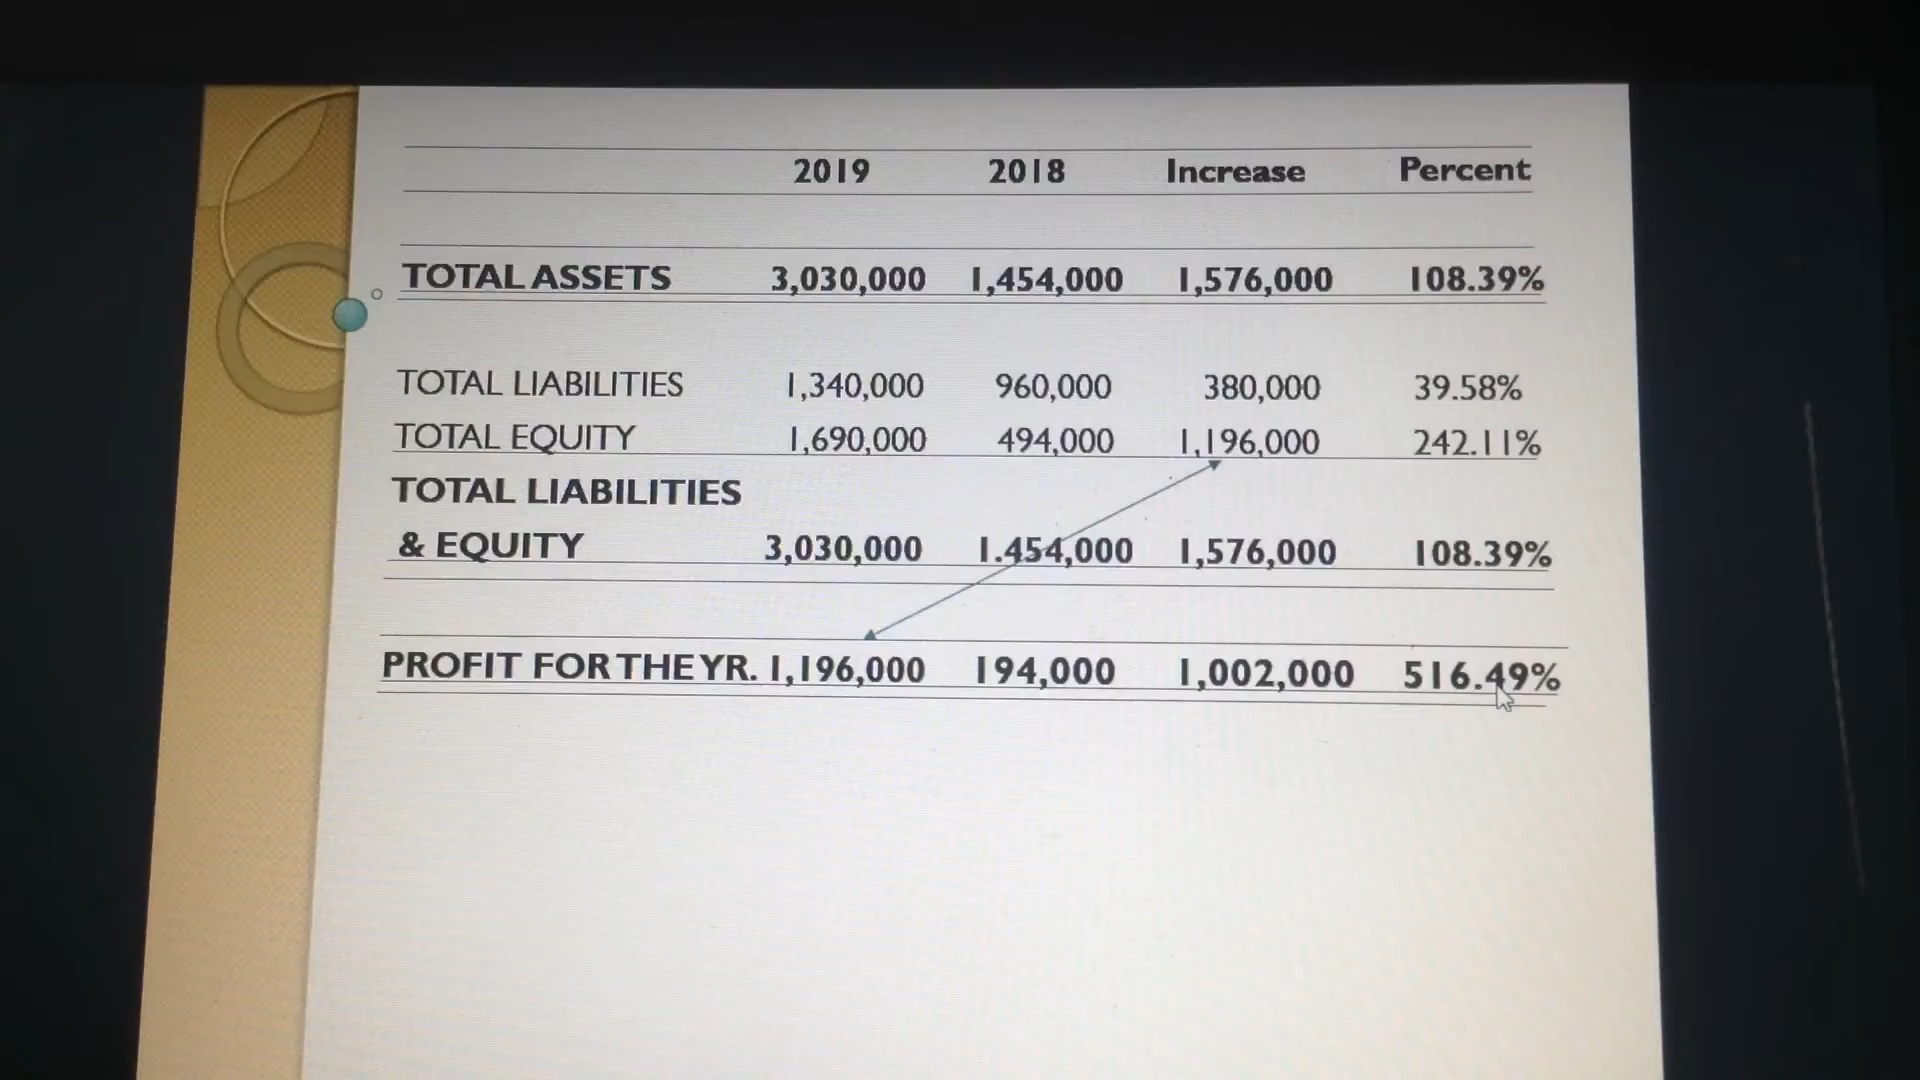 2019 2018 Increase Percent
TOTAL ASSETS 3,030,000 1,454,000 1,576,000 108.39%
TOTAL LIABILITIES 1,340,000 960,000 380,000 39.58%
TOTAL EQUITY 1,690,000 494,000 1,196,000 242.11%
TOTAL LIABILITIES
& EQUITY 3,030,000 1.454,000 1,576,000 108.39%
PROFIT FOR THE YR. 1,196,000 194,000 1,002,000 516.49%